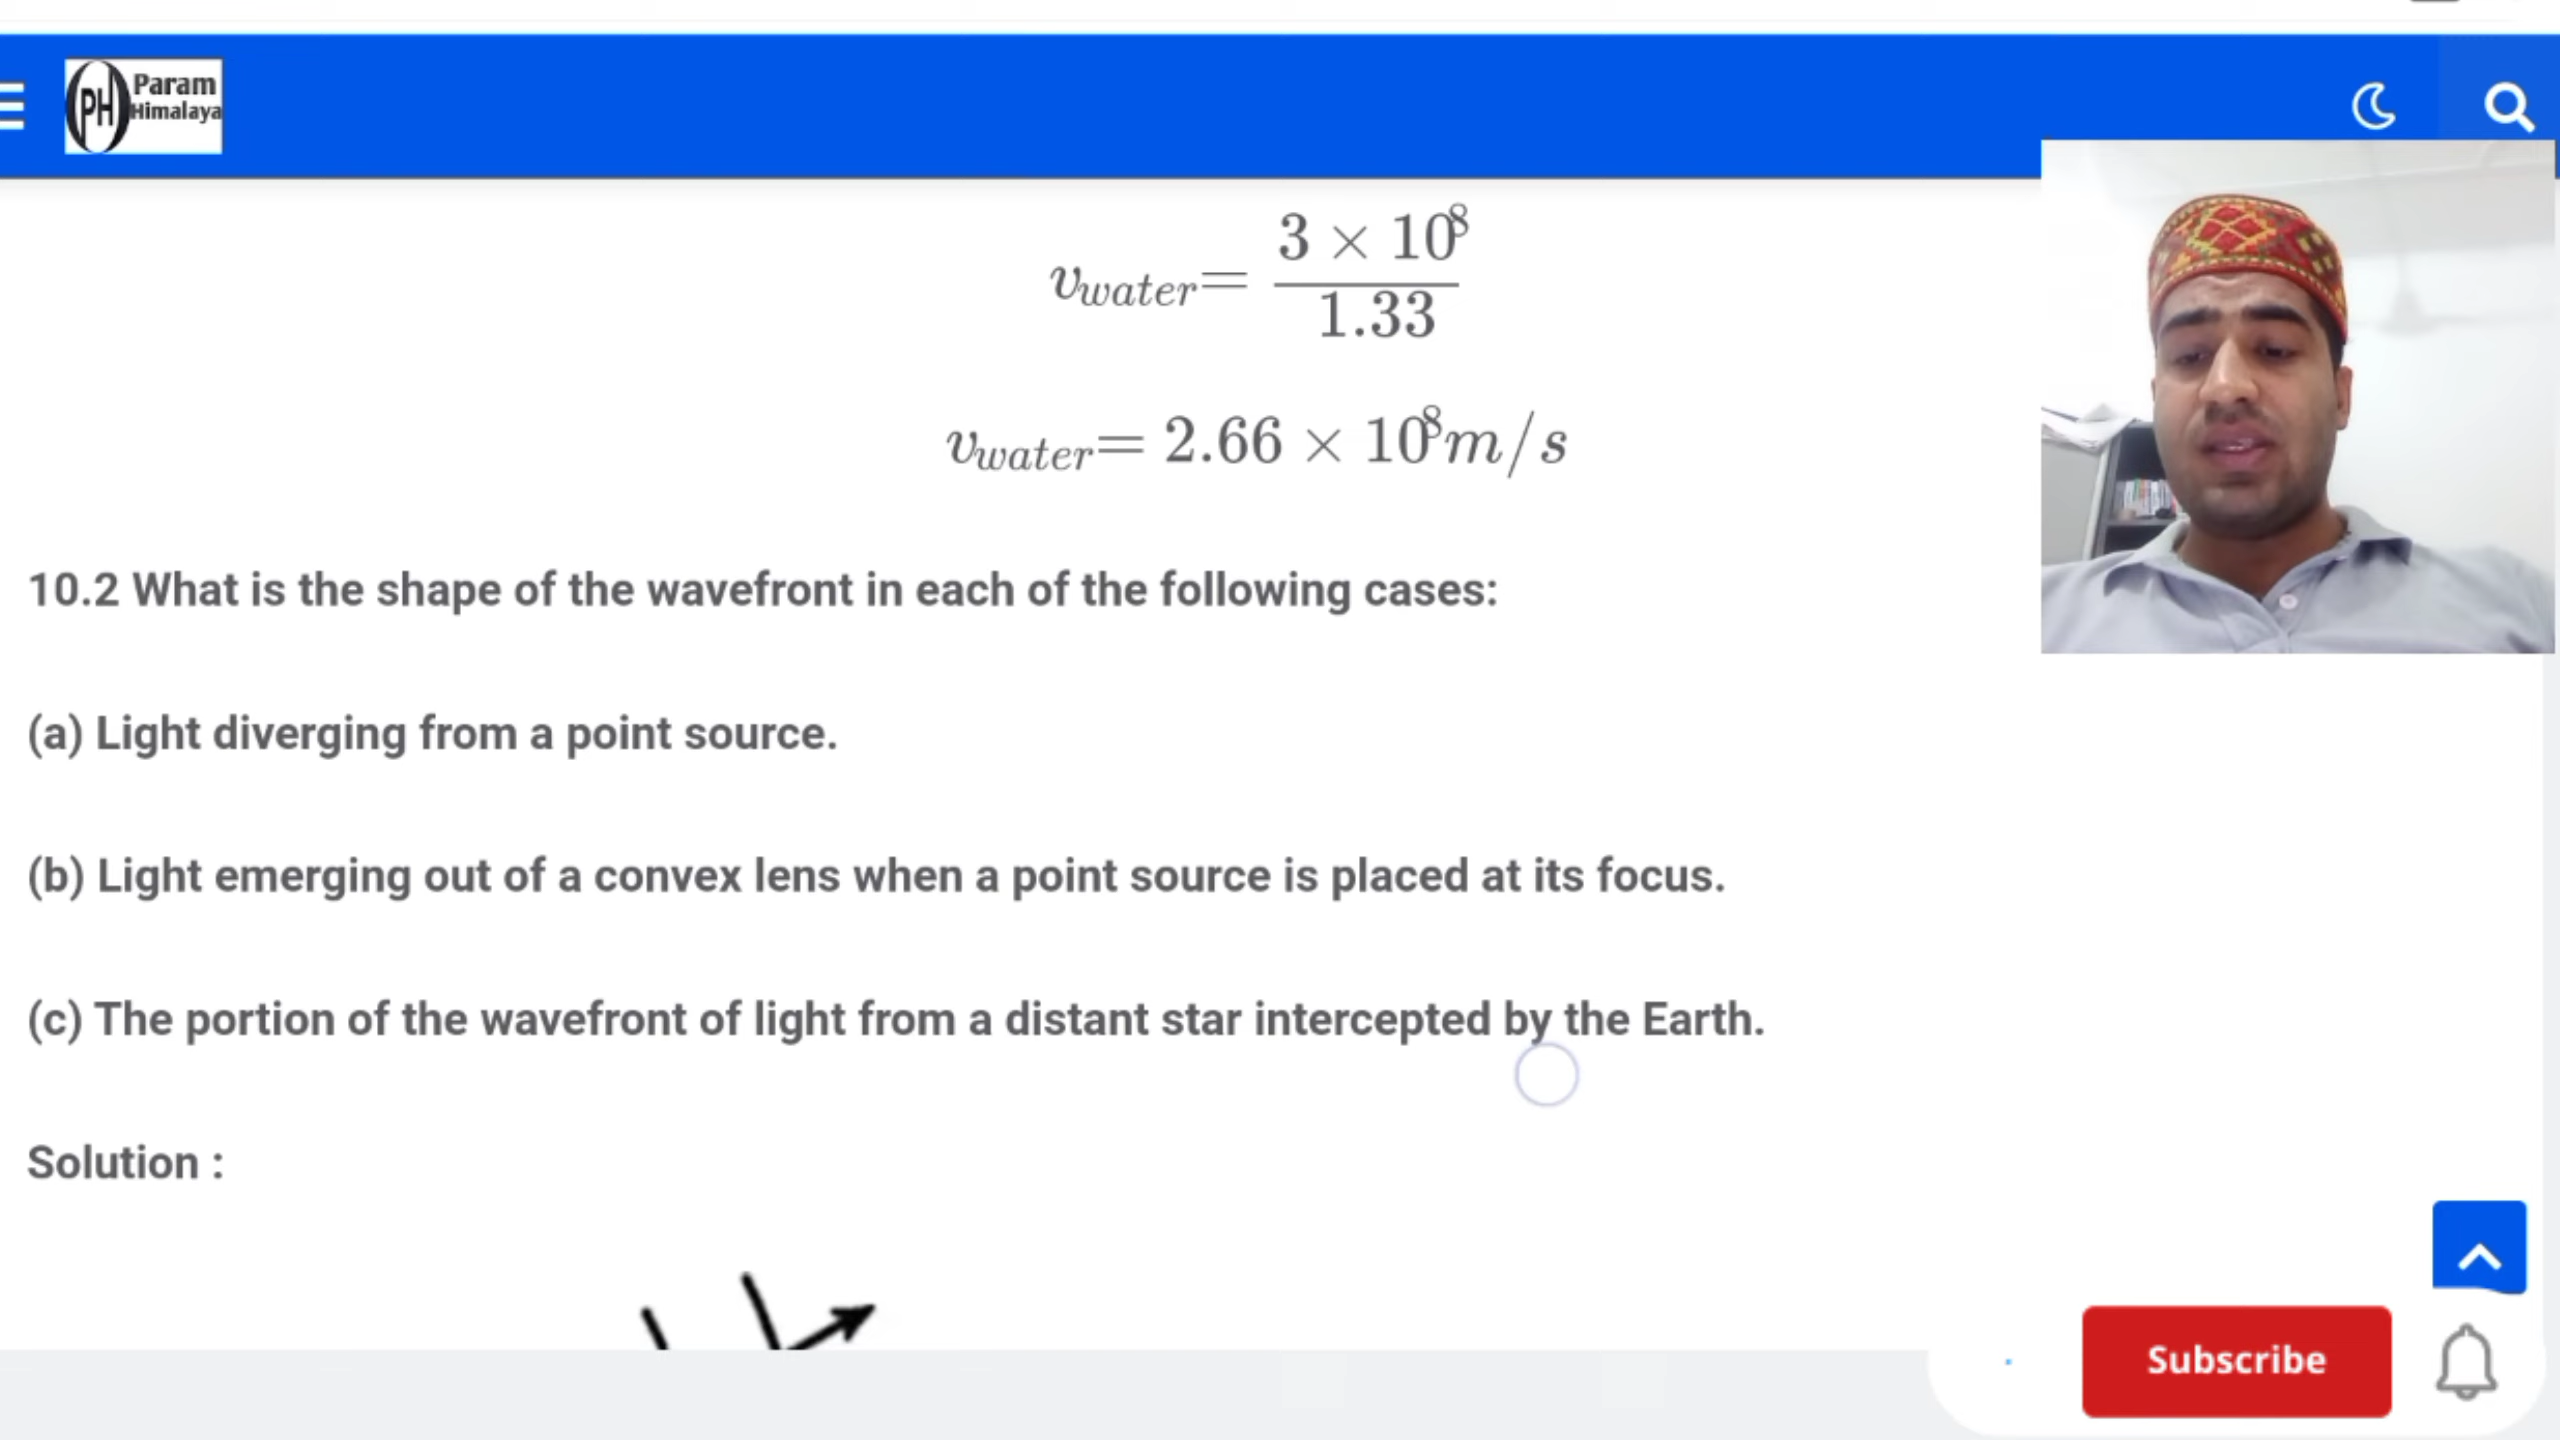 Param
Himalaya
PH
v_water = 3 × 10^8 / 1.33
v_water = 2.66 × 10^8 m/s
10.2 What is the shape of the wavefront in each of the following cases:
(a) Light diverging from a point source.
(b) Light emerging out of a convex lens when a point source is placed at its focus.
(c) The portion of the wavefront of light from a distant star intercepted by the Earth.
Solution :
Subscribe